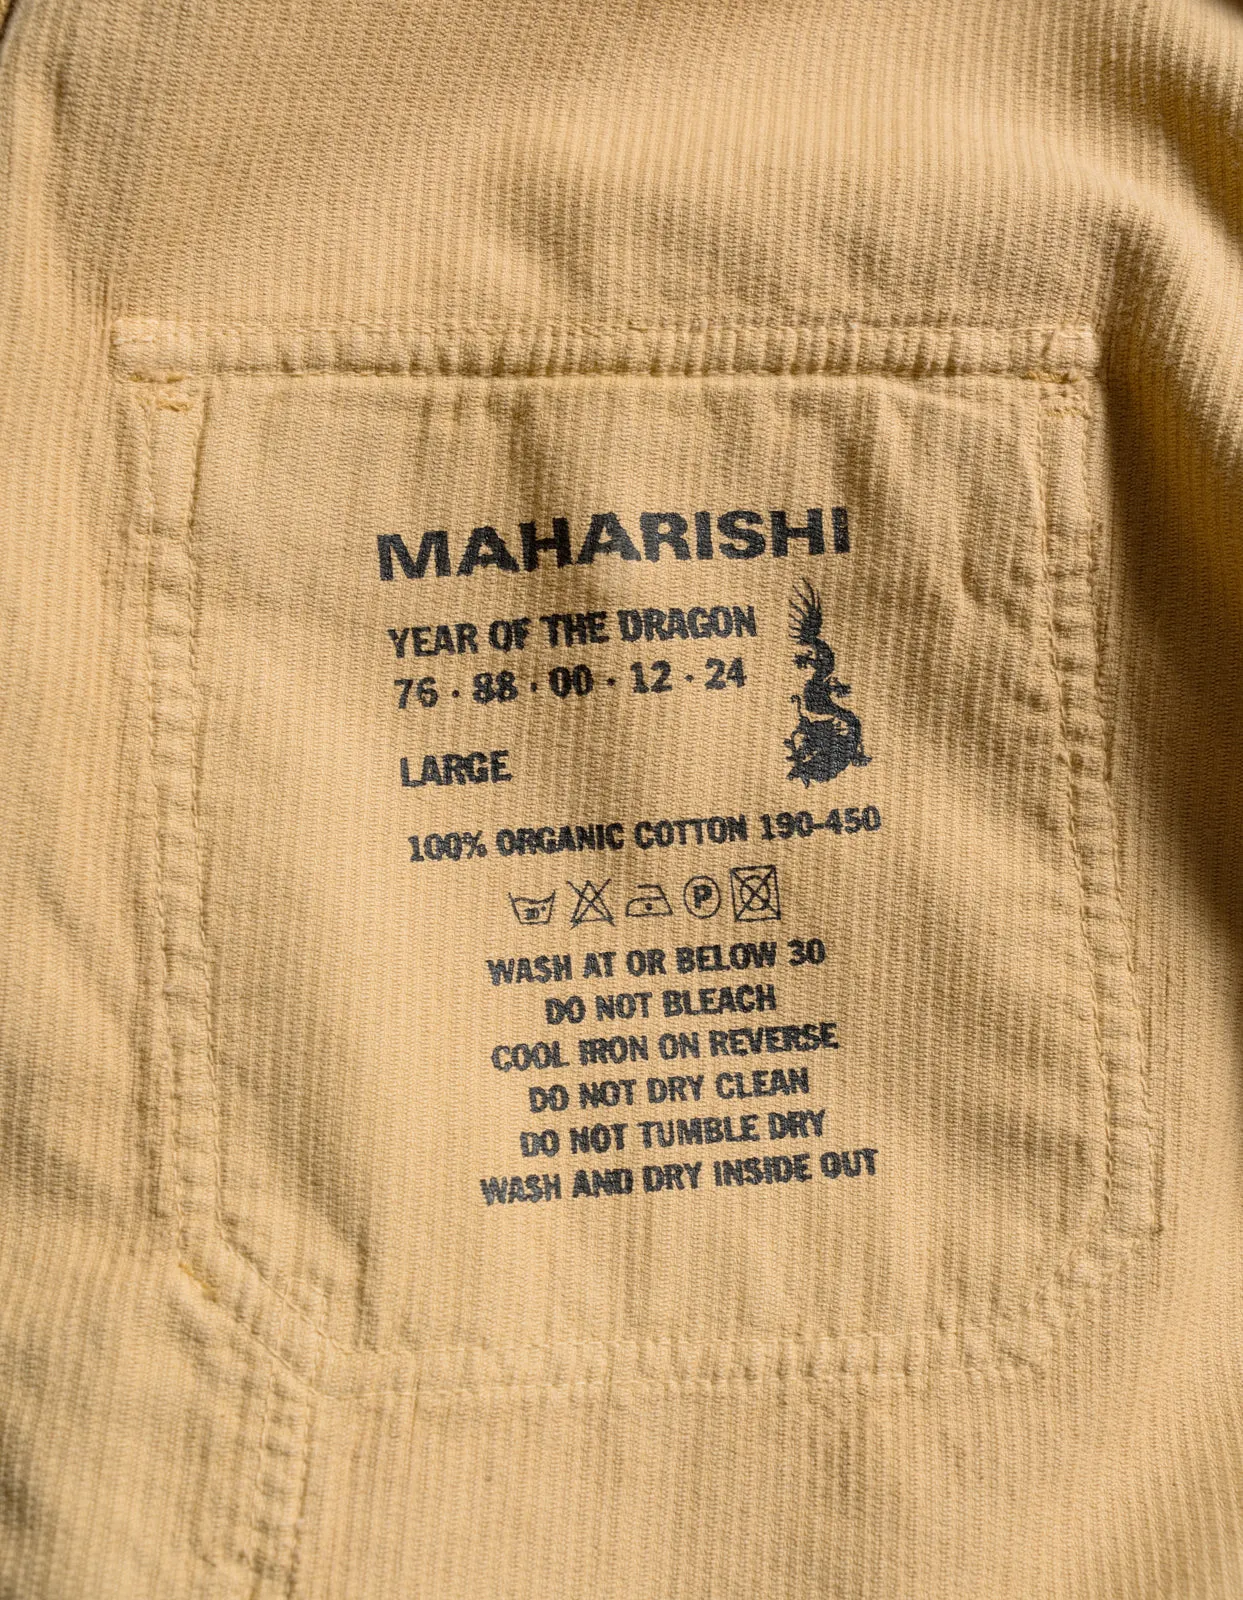 MAHARISHI
YEAR OF THE DRAGON
76 · 88 · 00 · 12 · 24
LARGE
100% ORGANIC COTTON 190-450
30° P
WASH AT OR BELOW 30
DO NOT BLEACH
COOL IRON ON REVERSE
DO NOT DRY CLEAN
DO NOT TUMBLE DRY
WASH AND DRY INSIDE OUT